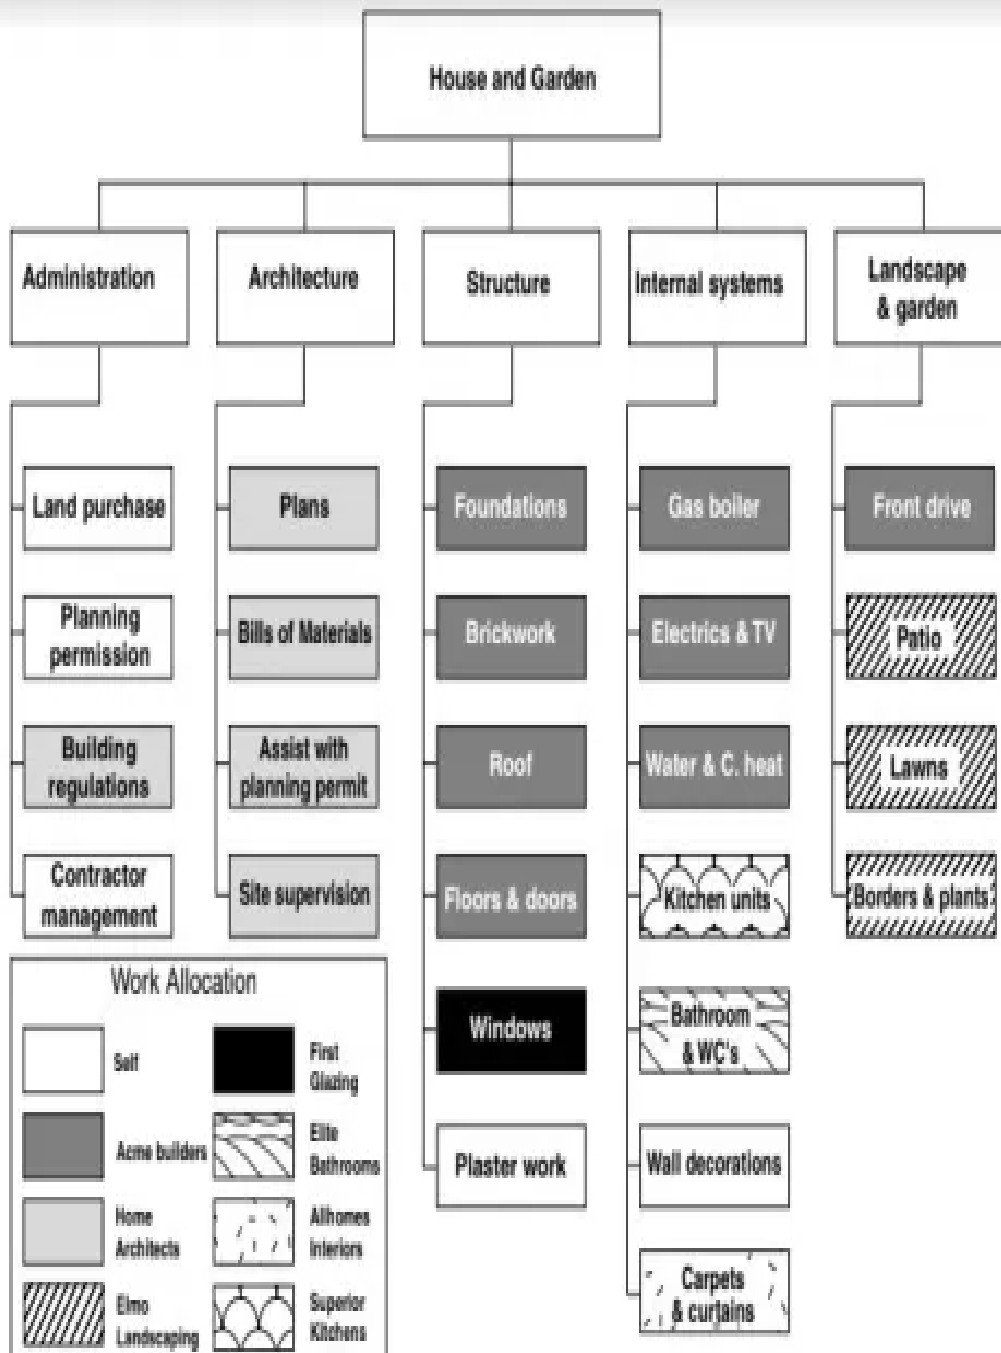 House and Garden
Administration
Architecture
Structure
Internal systems
Landscape
& garden
Land purchase
Planning
permission
Building
regulations
Contractor
management
Plans
Bills of Materials
Assist with
planning permit
Site supervision
Foundations
Brickwork
Roof
Floors & doors
Windows
Plaster work
Gas boiler
Electrics & TV
Water & C. heat
Kitchen units
Bathroom
& WC's
Wall decorations
Carpets
& curtains
Front drive
Patio
Lawns
Borders & plants
Work Allocation
Self
Acme builders
Home
Architects
Elmo
Landscaping
First
Glazing
Elite
Bathrooms
Allhomes
Interiors
Superior
Kitchens